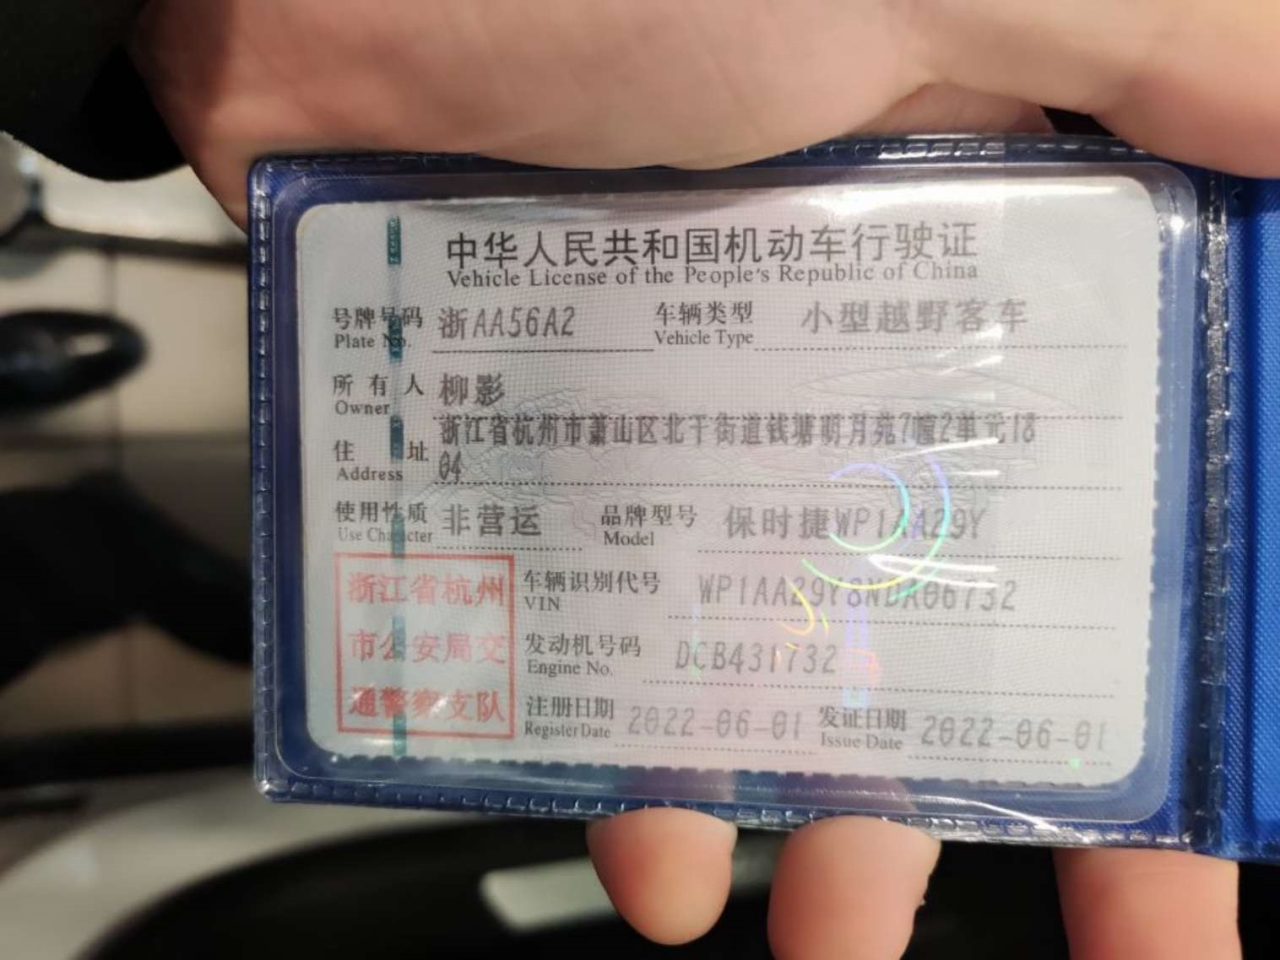 中华人民共和国机动车行驶证
Vehicle License of the People's Republic of China
号牌号码 浙AA56A2 车辆类型 小型越野客车
Plate No. Vehicle Type
所有人 柳影
Owner
浙江省杭州市萧山区北干街道钱塘明月苑7幢2单元18
住址 04
Address
使用性质 非营运 品牌型号 保时捷WP1AA29Y
Use Character Model
浙江省杭州
市公安局交
通警察支队
车辆识别代号 WP1AA29Y8NDA06732
VIN
发动机号码 DCB431732
Engine No.
注册日期 2022-06-01 发证日期 2022-06-01
Register Date Issue Date